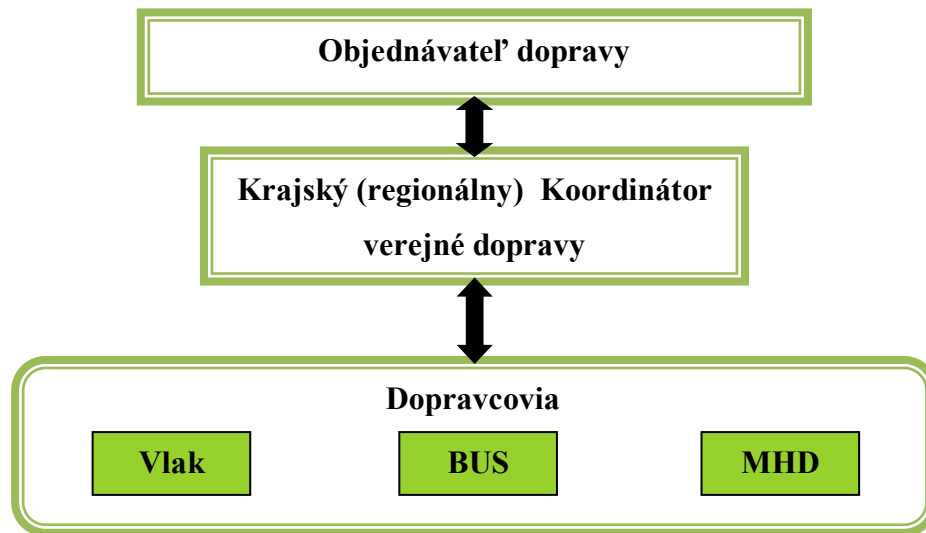 Objednávateľ dopravy
Krajský (regionálny) Koordinátor
verejné dopravy
Dopravcovia
Vlak BUS MHD